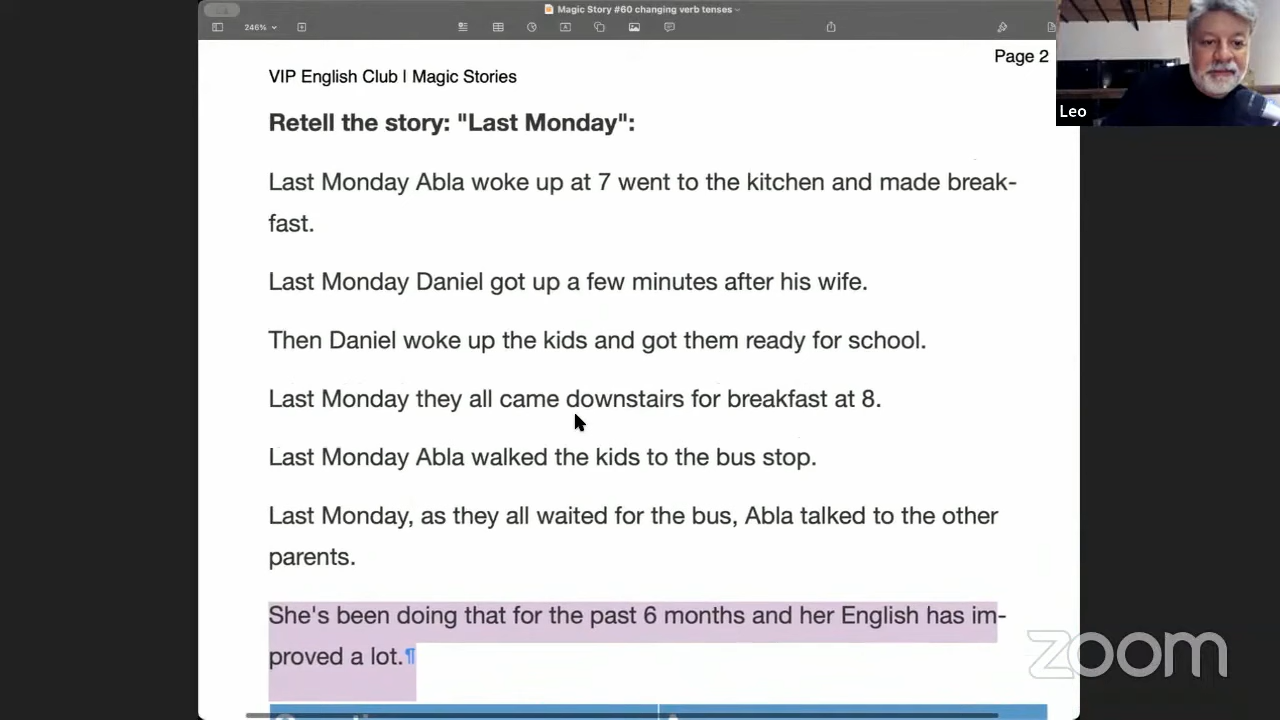 Magic Story #60 changing verb tenses
246%
Page 2
VIP English Club | Magic Stories
Leo
Retell the story: "Last Monday":
Last Monday Abla woke up at 7 went to the kitchen and made break-
fast.
Last Monday Daniel got up a few minutes after his wife.
Then Daniel woke up the kids and got them ready for school.
Last Monday they all came downstairs for breakfast at 8.
Last Monday Abla walked the kids to the bus stop.
Last Monday, as they all waited for the bus, Abla talked to the other
parents.
She's been doing that for the past 6 months and her English has im-
proved a lot.¶
zoom